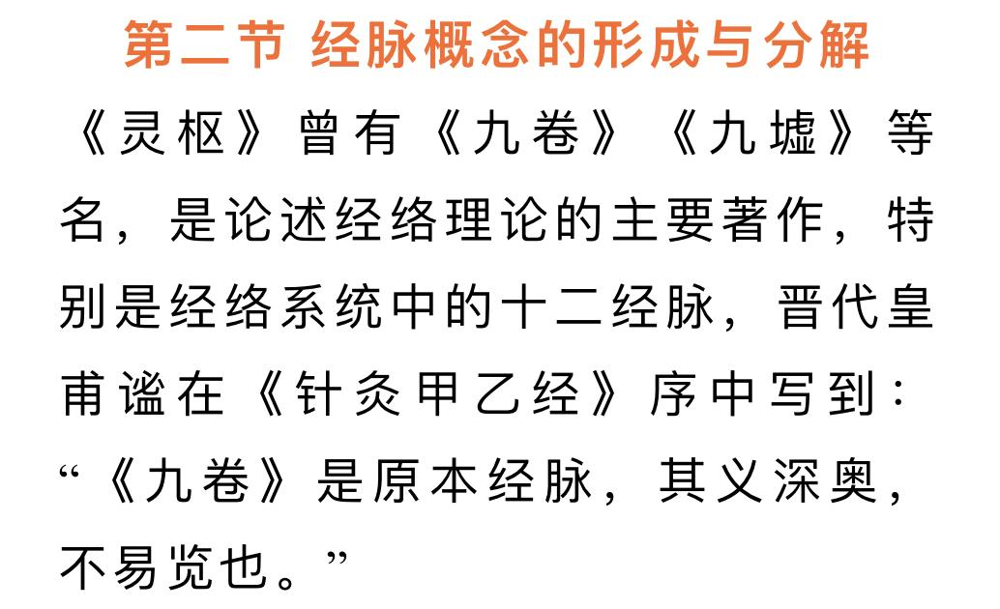 第二节 经脉概念的形成与分解
《灵枢》曾有《九卷》《九墟》等
名，是论述经络理论的主要著作，特
别是经络系统中的十二经脉，晋代皇
甫谧在《针灸甲乙经》序中写到：
“《九卷》是原本经脉，其义深奥，
不易览也。”